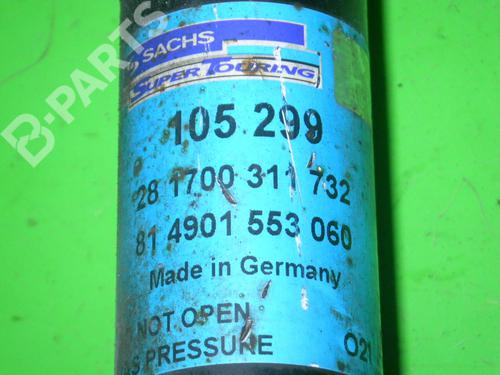 SACHS
SUPER TOURING
105 299
28 1700 311 732
81 4901 553 060
Made in Germany
NOT OPEN
AS PRESSURE O21
B-PARTS